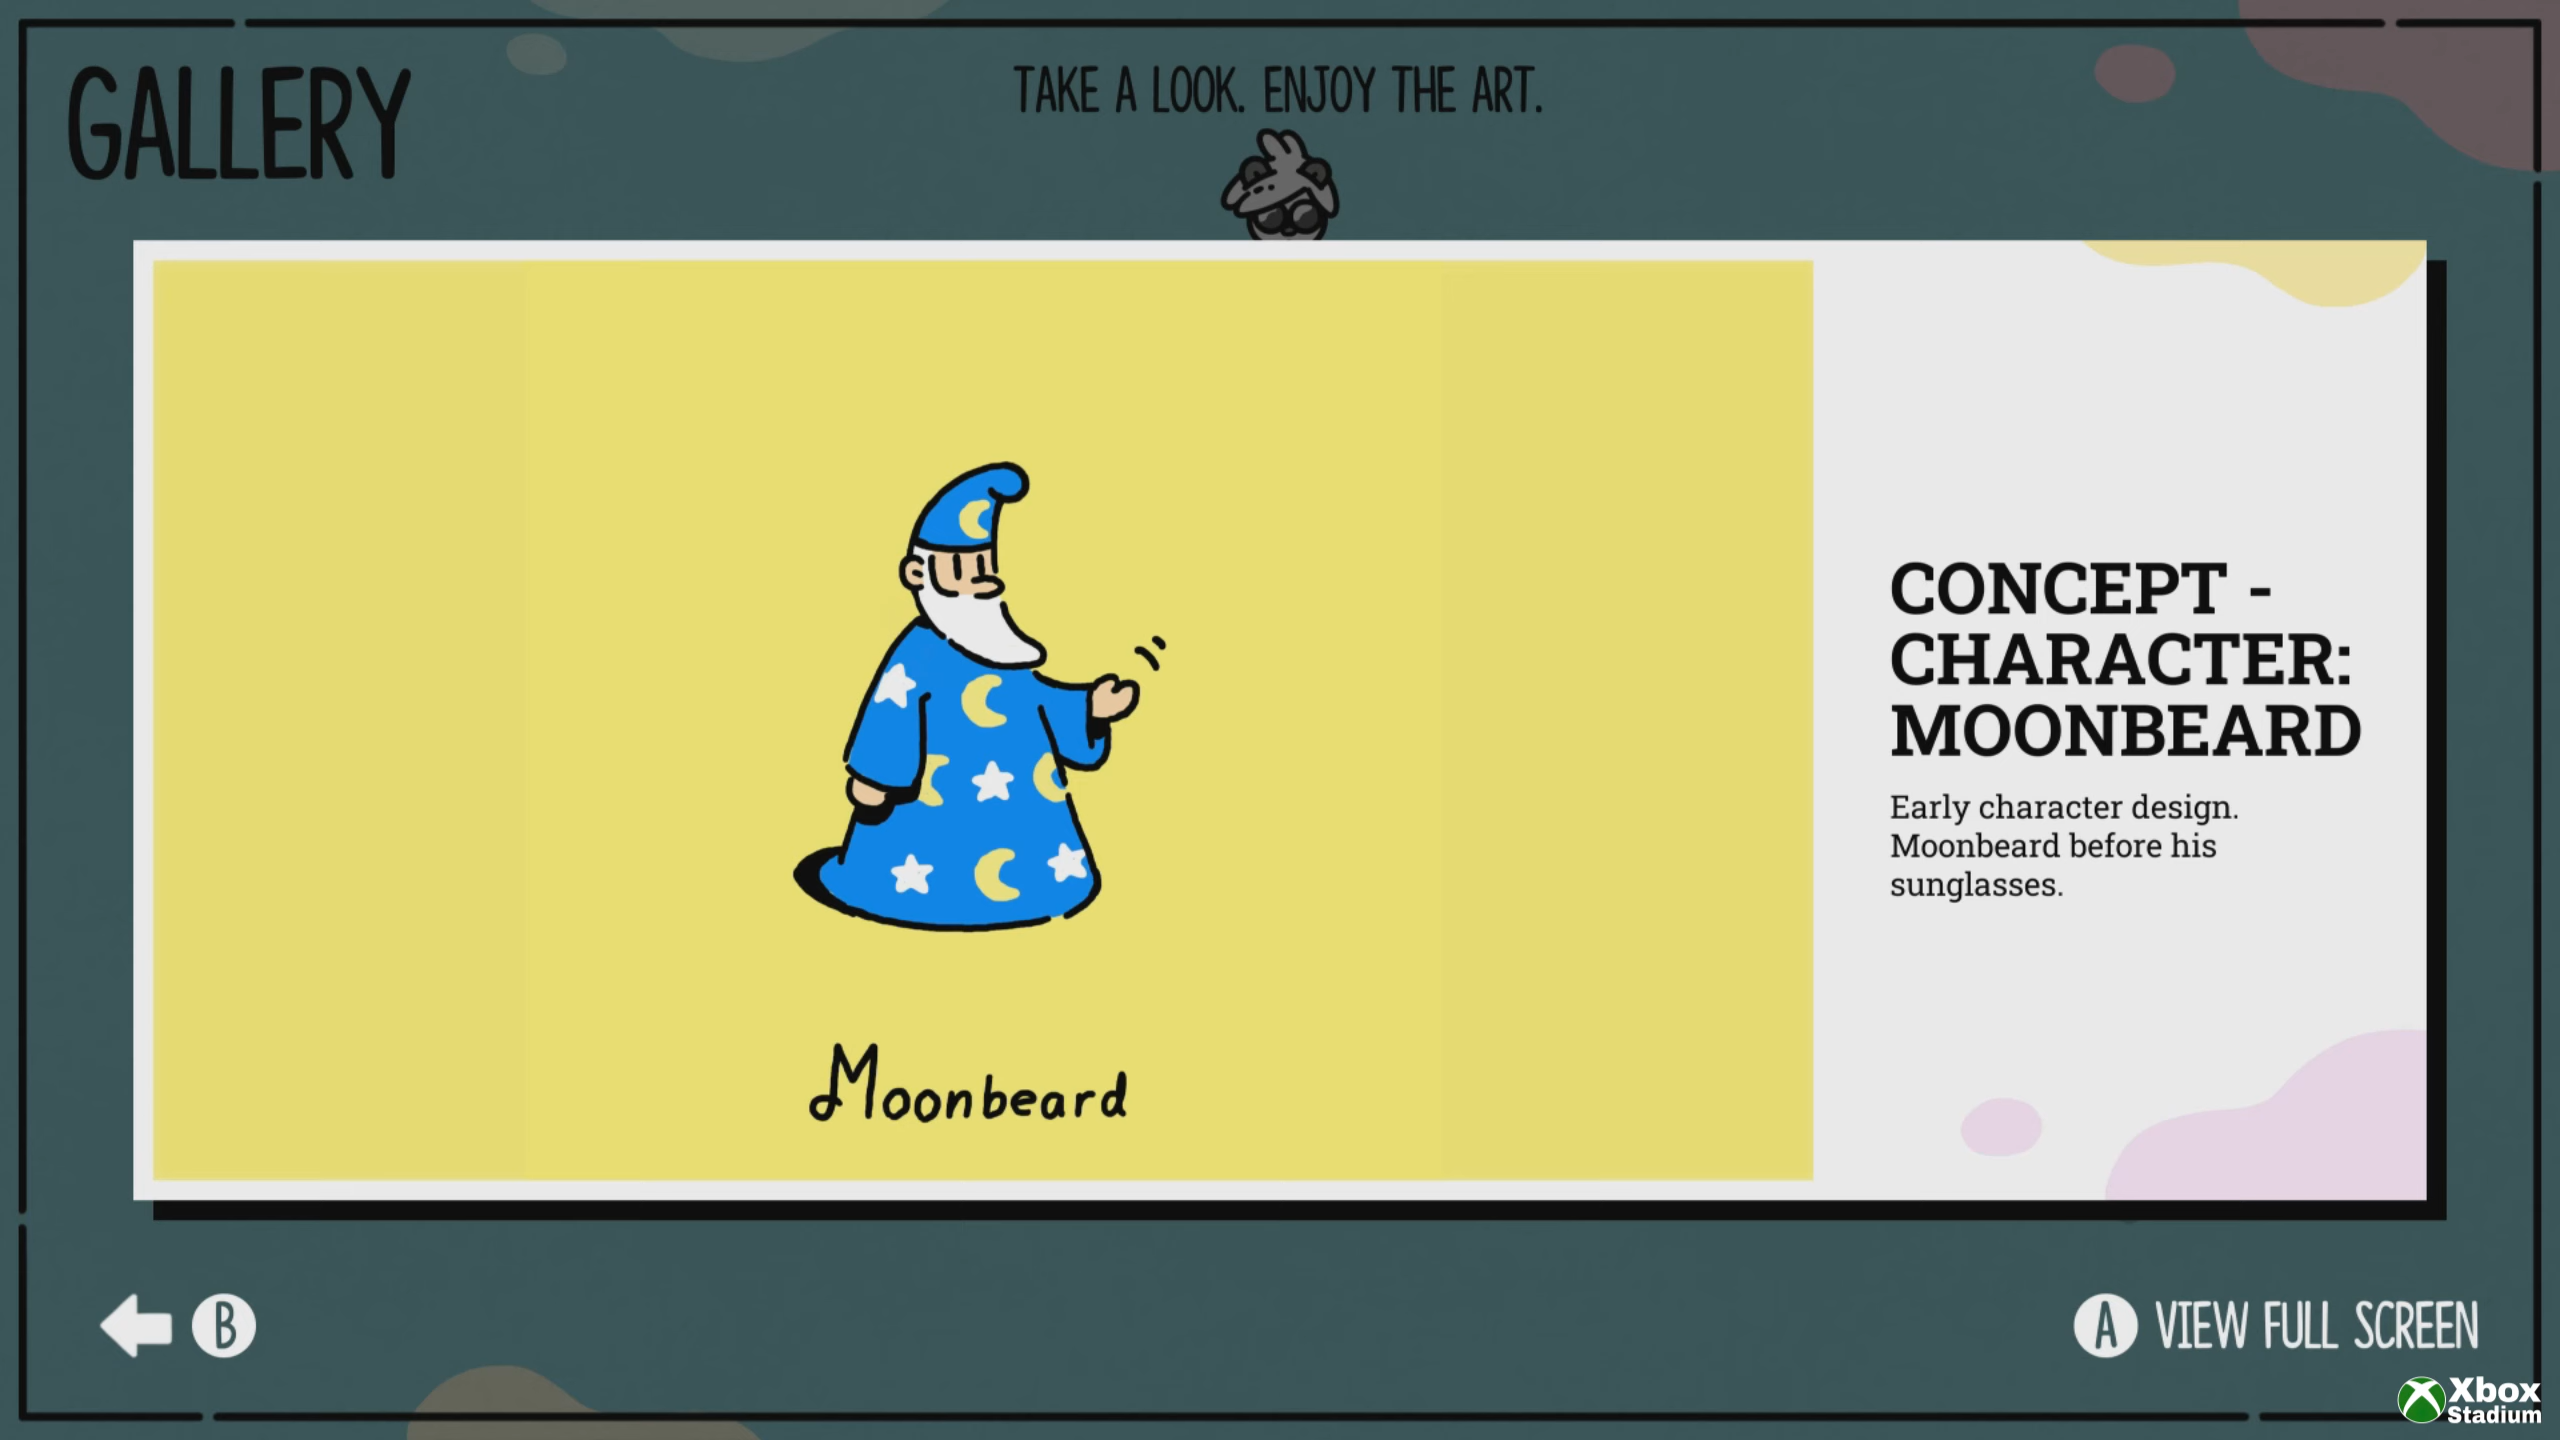 GALLERY
TAKE A LOOK. ENJOY THE ART.
CONCEPT -
CHARACTER:
MOONBEARD
Early character design.
Moonbeard before his
sunglasses.
Moonbeard
B
A VIEW FULL SCREEN
Xbox
Stadium